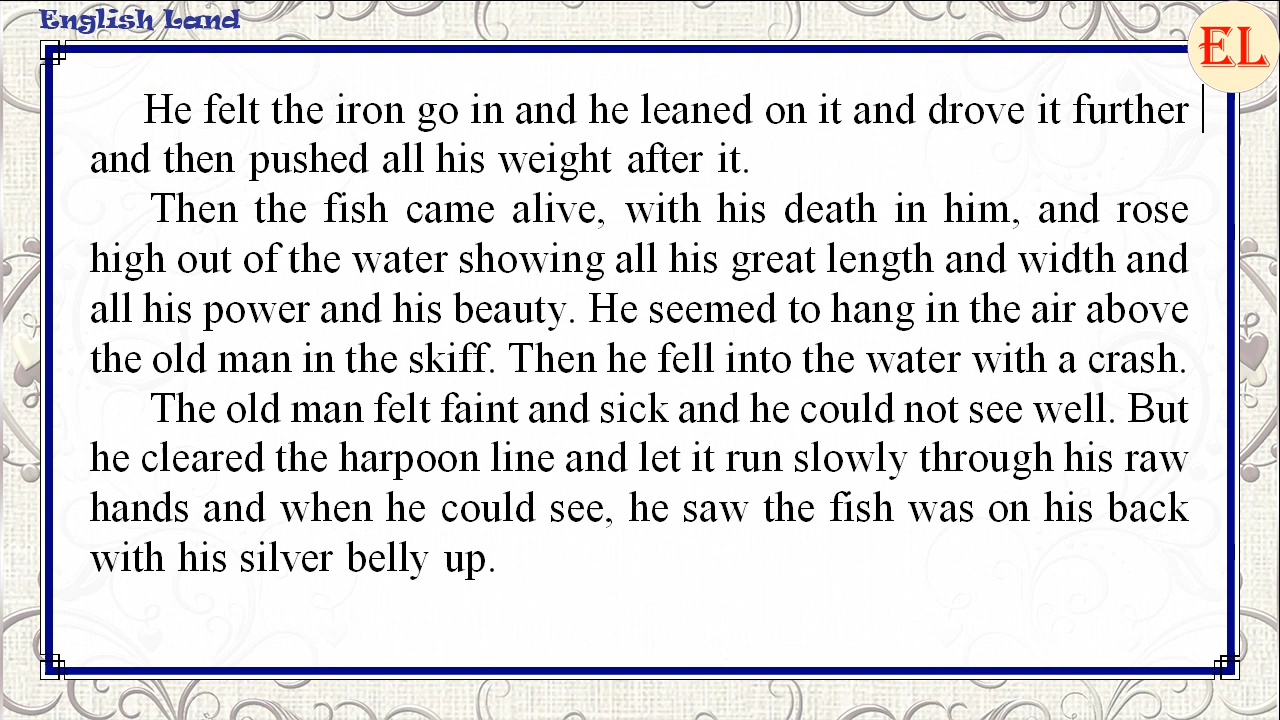 English Land
EL
He felt the iron go in and he leaned on it and drove it further
and then pushed all his weight after it.
Then the fish came alive, with his death in him, and rose
high out of the water showing all his great length and width and
all his power and his beauty. He seemed to hang in the air above
the old man in the skiff. Then he fell into the water with a crash.
The old man felt faint and sick and he could not see well. But
he cleared the harpoon line and let it run slowly through his raw
hands and when he could see, he saw the fish was on his back
with his silver belly up.